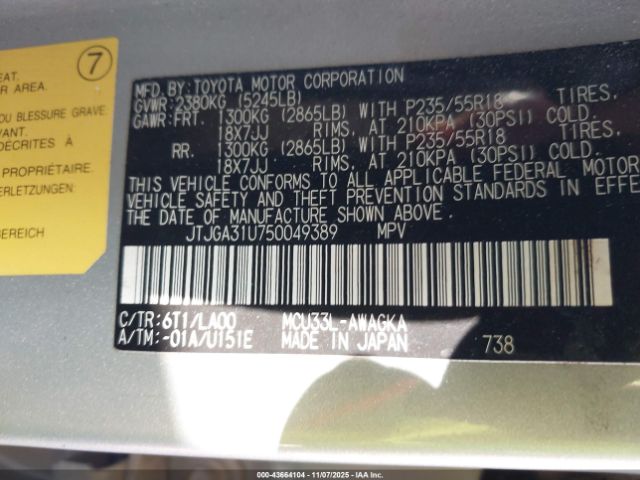 7
EAT.
R AREA.
OU BLESSURE GRAVE
VANT.
DÉCRITES À
PROPRIÉTAIRE.
ERLETZUNGEN:
BEREICH
MFD. BY: TOYOTA MOTOR CORPORATION
GVWR: 2380KG (5245LB)
GAWR: FRT. 1300KG (2865LB) WITH P235/55R18 TIRES,
18X7JJ RIMS, AT 210KPA (30PSI) COLD.
RR. 1300KG (2865LB) WITH P235/55R18 TIRES,
18X7JJ RIMS, AT 210KPA (30PSI) COLD.
THIS VEHICLE CONFORMS TO ALL APPLICABLE FEDERAL MOTOR
VEHICLE SAFETY AND THEFT PREVENTION STANDARDS IN EFFE
THE DATE OF MANUFACTURE SHOWN ABOVE.
JTJGA31U750049389 MPV
C/TR: 6T1/LA00 MCU33L-AWAGKA
A/TM: -01A/U151E MADE IN JAPAN 738
000-43664104 11/07/2025 IAAI.COM